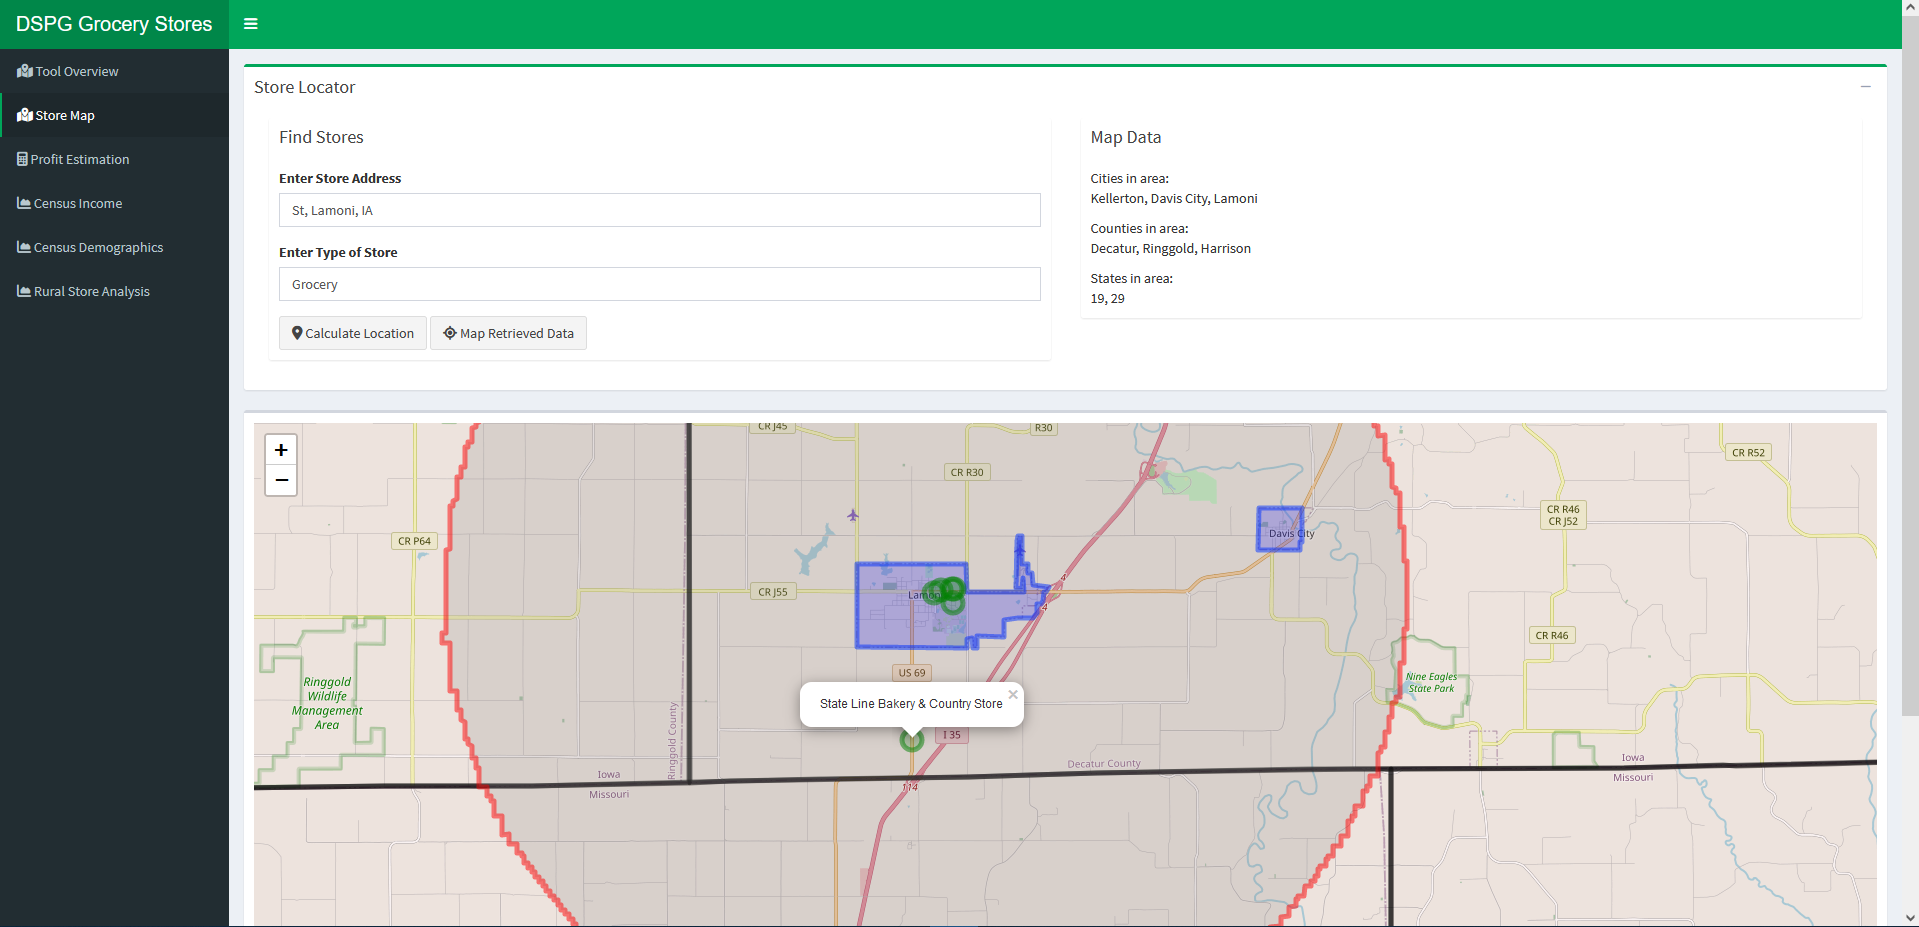 DSPG Grocery Stores
Tool Overview
Store Map
Profit Estimation
Census Income
Census Demographics
Rural Store Analysis
Store Locator
Find Stores
Enter Store Address
St, Lamoni, IA
Enter Type of Store
Grocery
Calculate Location
Map Retrieved Data
Map Data
Cities in area:
Kellerton, Davis City, Lamoni
Counties in area:
Decatur, Ringgold, Harrison
States in area:
19, 29
+
−
CR J45
R30
CR R30
CR R52
CR R46
CR J52
CR P64
Davis City
CR J55
Lamoni
4
4
CR R46
US 69
Ringgold
Wildlife
Management
Area
Nine Eagles
State Park
State Line Bakery & Country Store
×
I 35
Ringgold County
Decatur County
Iowa
Missouri
Iowa
Missouri
114